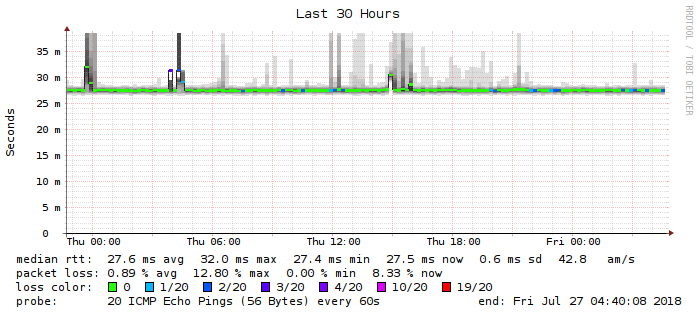 Last 30 Hours
RRDTOOL / TOBI OETIKER
Seconds
35 m
30 m
25 m
20 m
15 m
10 m
5 m
0
Thu 00:00 Thu 06:00 Thu 12:00 Thu 18:00 Fri 00:00
median rtt: 27.6 ms avg 32.0 ms max 27.4 ms min 27.5 ms now 0.6 ms sd 42.8 am/s
packet loss: 0.89 % avg 12.80 % max 0.00 % min 8.33 % now
loss color: 0 1/20 2/20 3/20 4/20 10/20 19/20
probe: 20 ICMP Echo Pings (56 Bytes) every 60s end: Fri Jul 27 04:40:08 2018